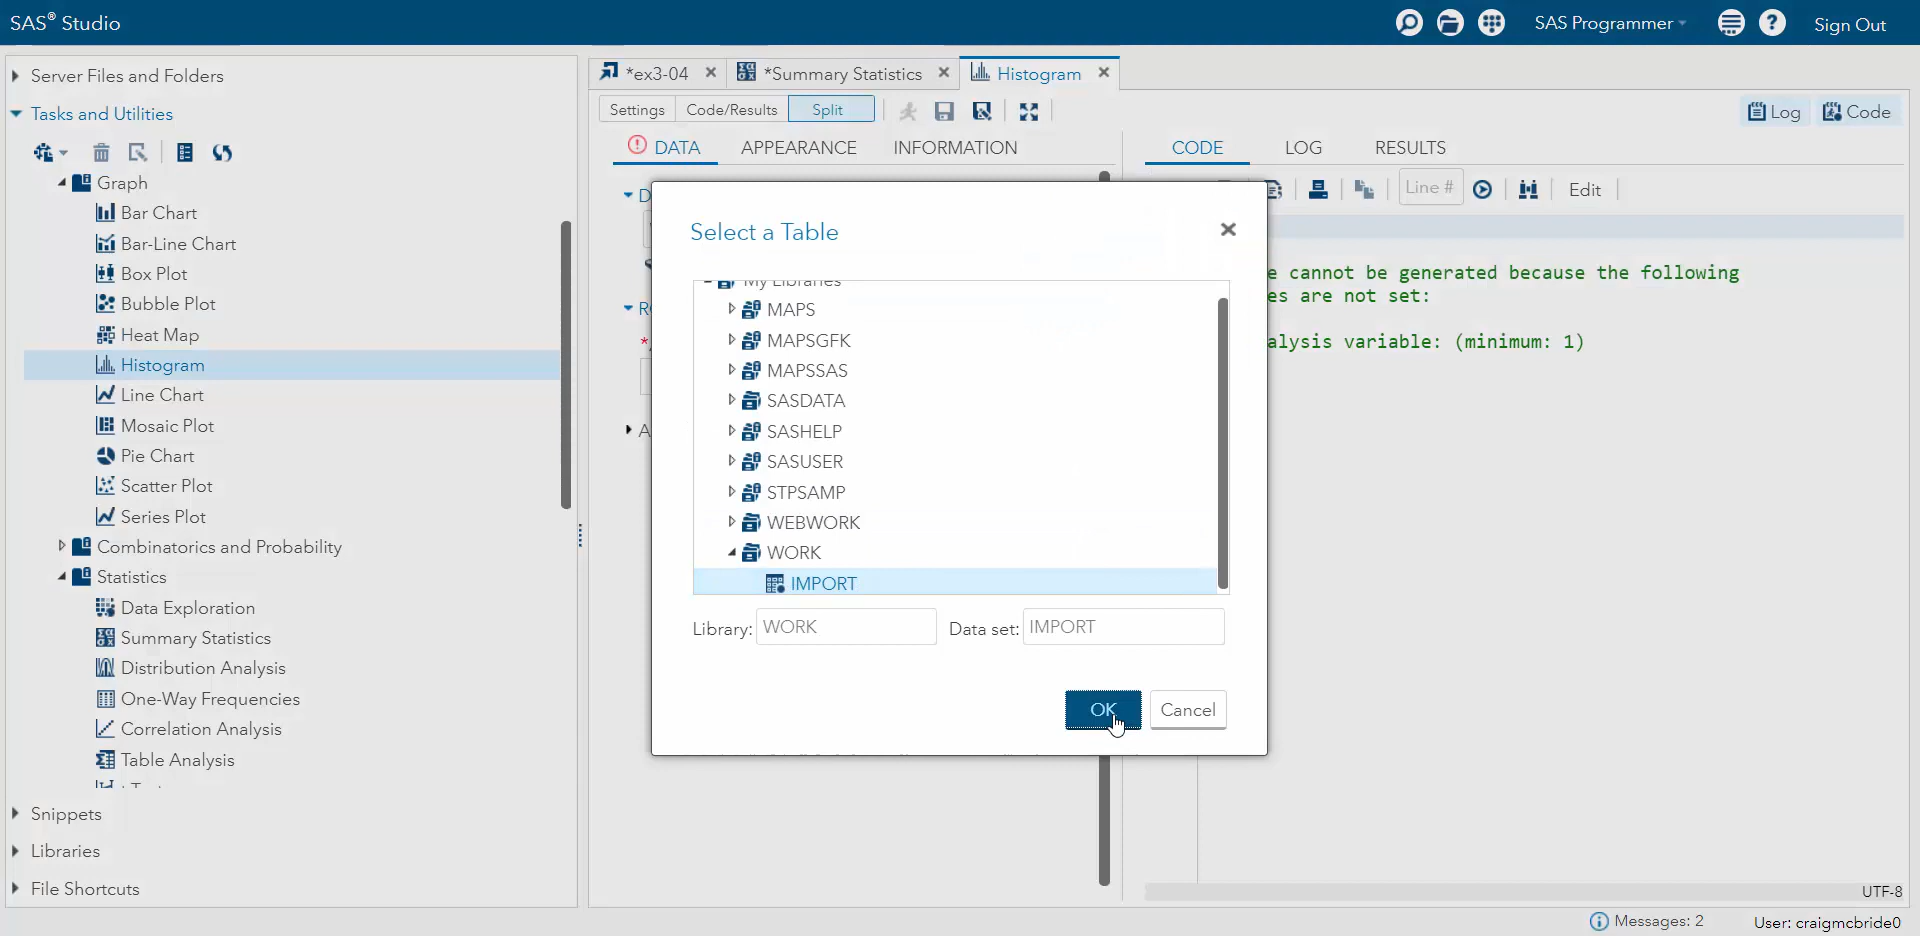 SAS® Studio
SAS Programmer
Sign Out
Server Files and Folders
Tasks and Utilities
Graph
Bar Chart
Bar-Line Chart
Box Plot
Bubble Plot
Heat Map
Histogram
Line Chart
Mosaic Plot
Pie Chart
Scatter Plot
Series Plot
Combinatorics and Probability
Statistics
Data Exploration
Summary Statistics
Distribution Analysis
One-Way Frequencies
Correlation Analysis
Table Analysis
Snippets
Libraries
File Shortcuts
*ex3-04
*Summary Statistics
Histogram
Settings
Code/Results
Split
Log
Code
DATA
APPEARANCE
INFORMATION
CODE
LOG
RESULTS
Line #
Edit
Select a Table
My Libraries
MAPS
MAPSGFK
MAPSSAS
SASDATA
SASHELP
SASUSER
STPSAMP
WEBWORK
WORK
IMPORT
Library: WORK
Data set: IMPORT
OK
Cancel
e cannot be generated because the following
es are not set:
alysis variable: (minimum: 1)
UTF-8
Messages: 2
User: craigmcbride0